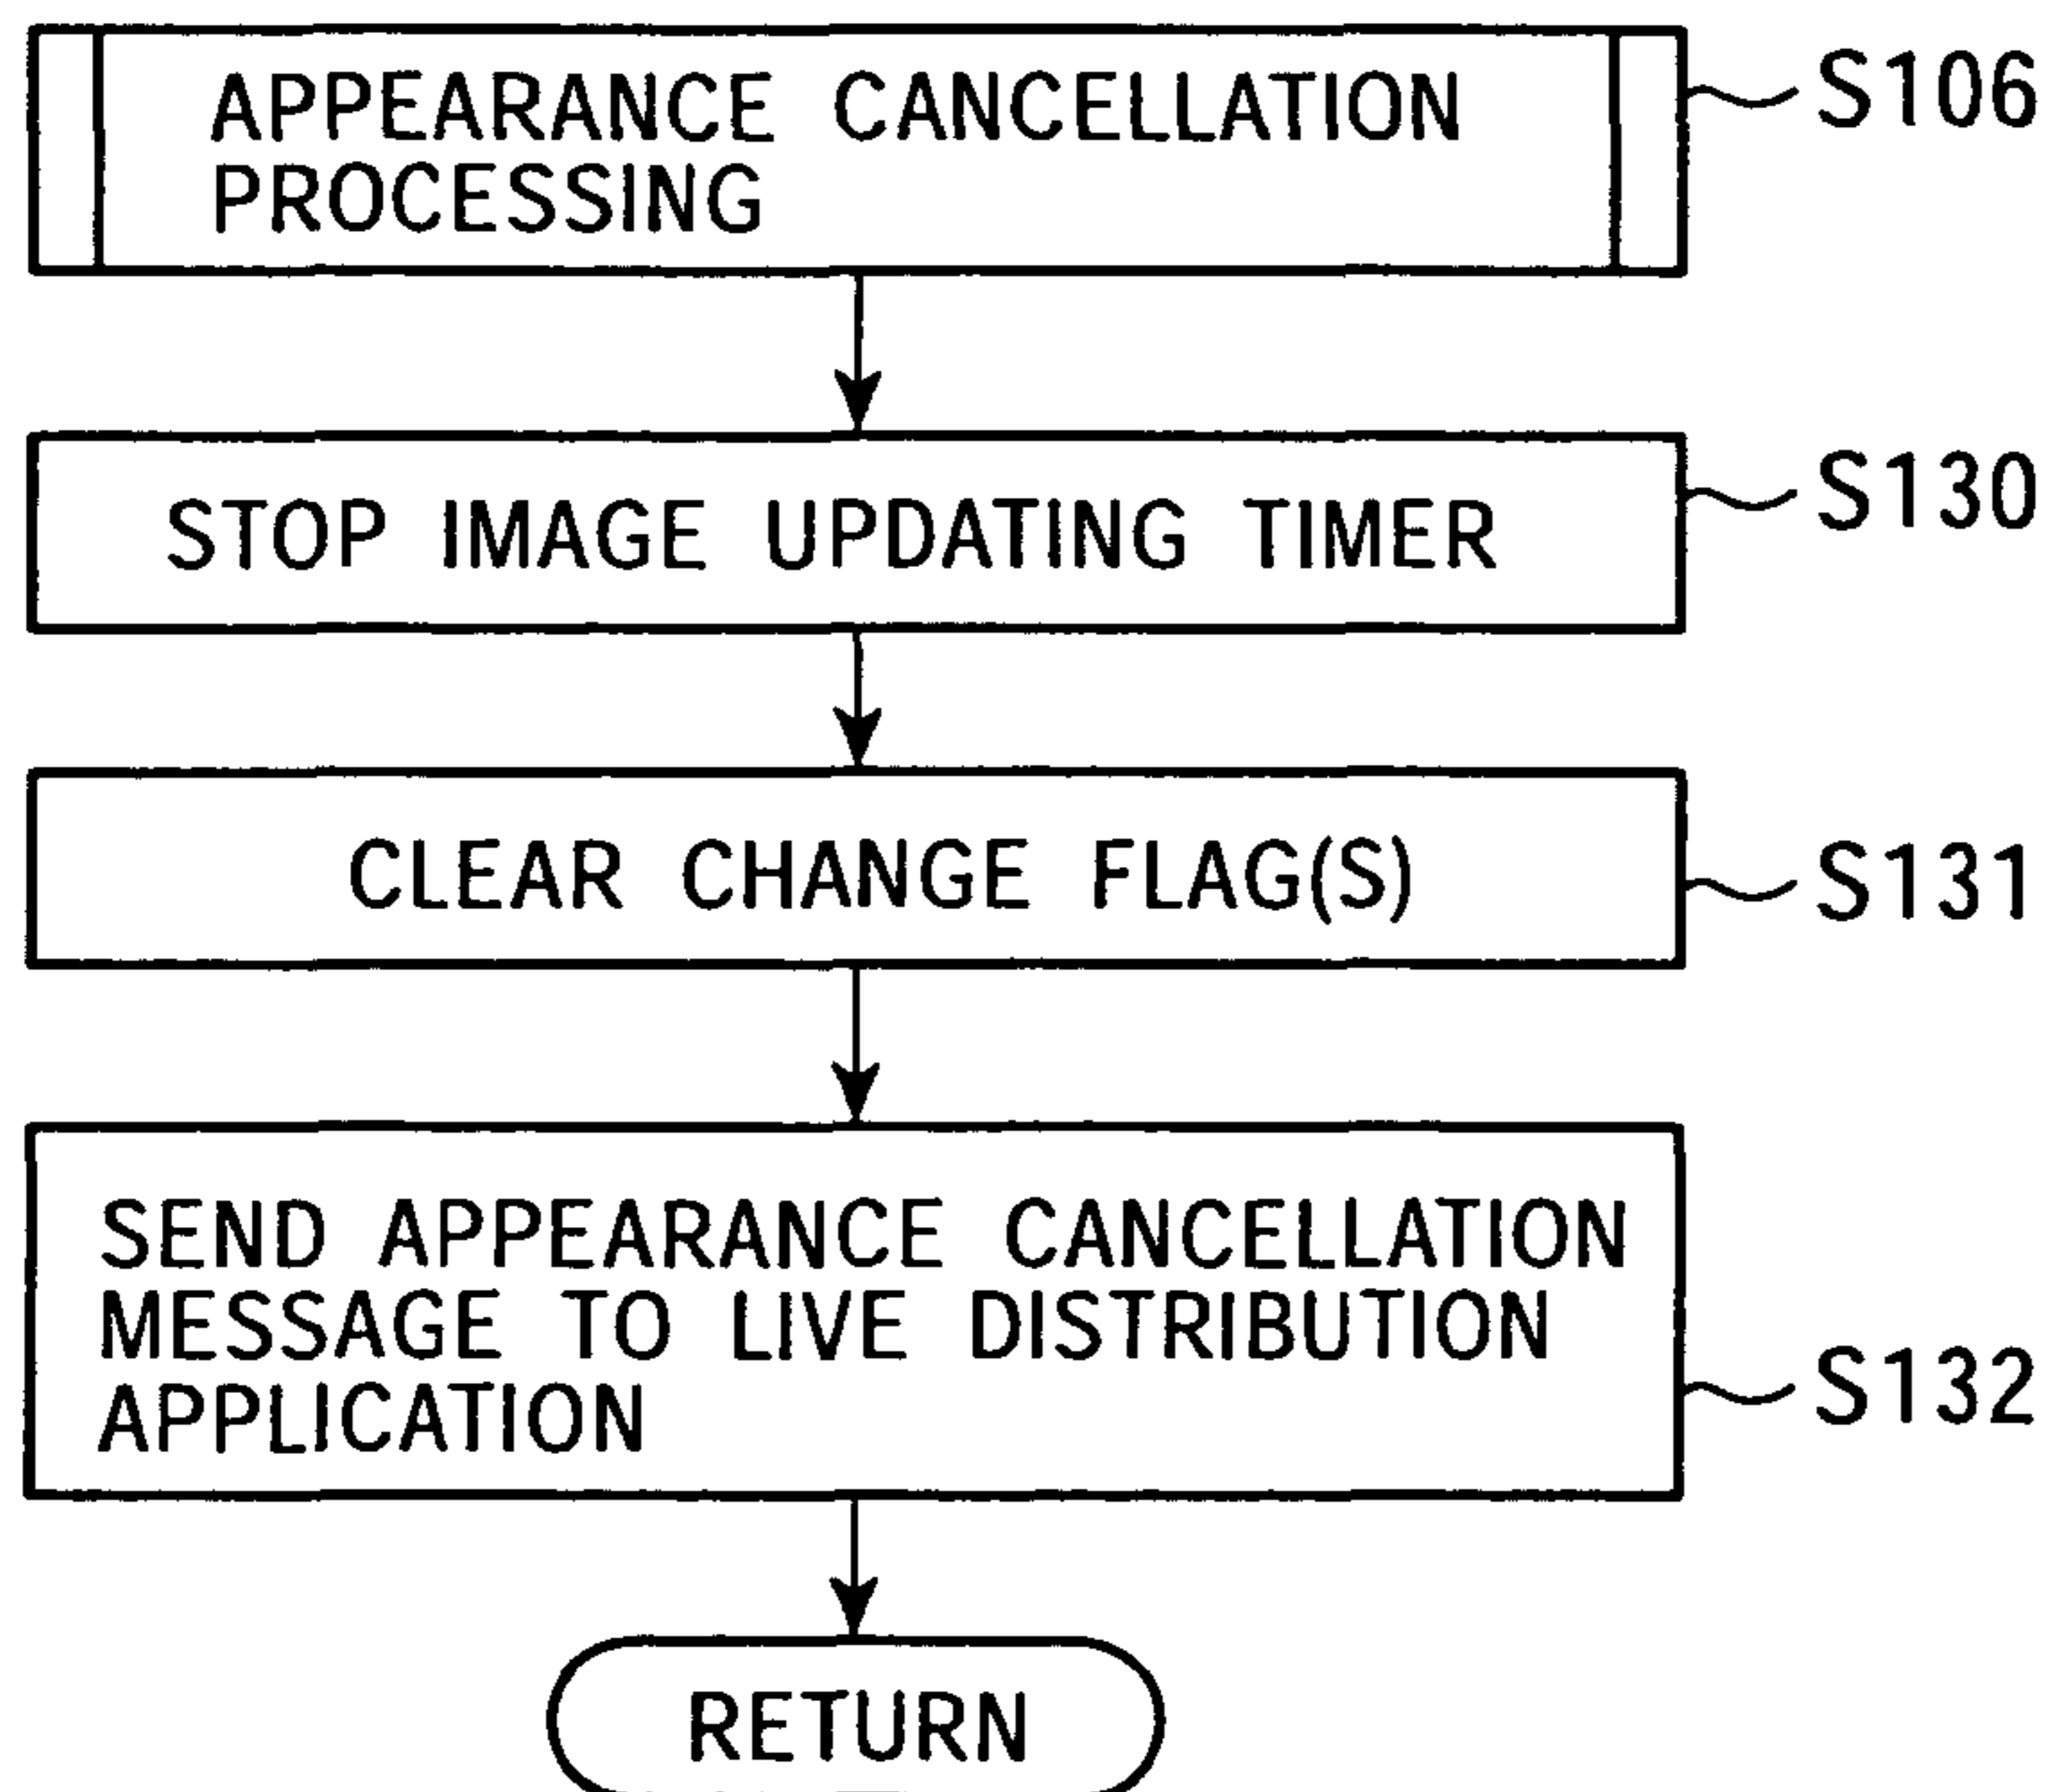 APPEARANCE CANCELLATION
PROCESSING
S106
STOP IMAGE UPDATING TIMER
S130
CLEAR CHANGE FLAG(S)
S131
SEND APPEARANCE CANCELLATION
MESSAGE TO LIVE DISTRIBUTION
APPLICATION
S132
RETURN